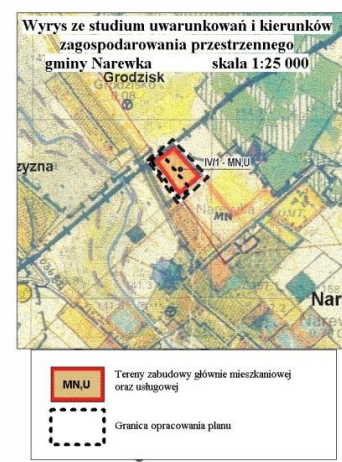 Wyrys ze studium uwarunkowań i kierunków
zagospodarowania przestrzennego
gminy Narewka skala 1:25 000
Grodzisk
IV/1 - MN,U
zyzna
MN
Nar
MN,U
Tereny zabudowy głównie mieszkaniowej
oraz usługowej
Granica opracowania planu